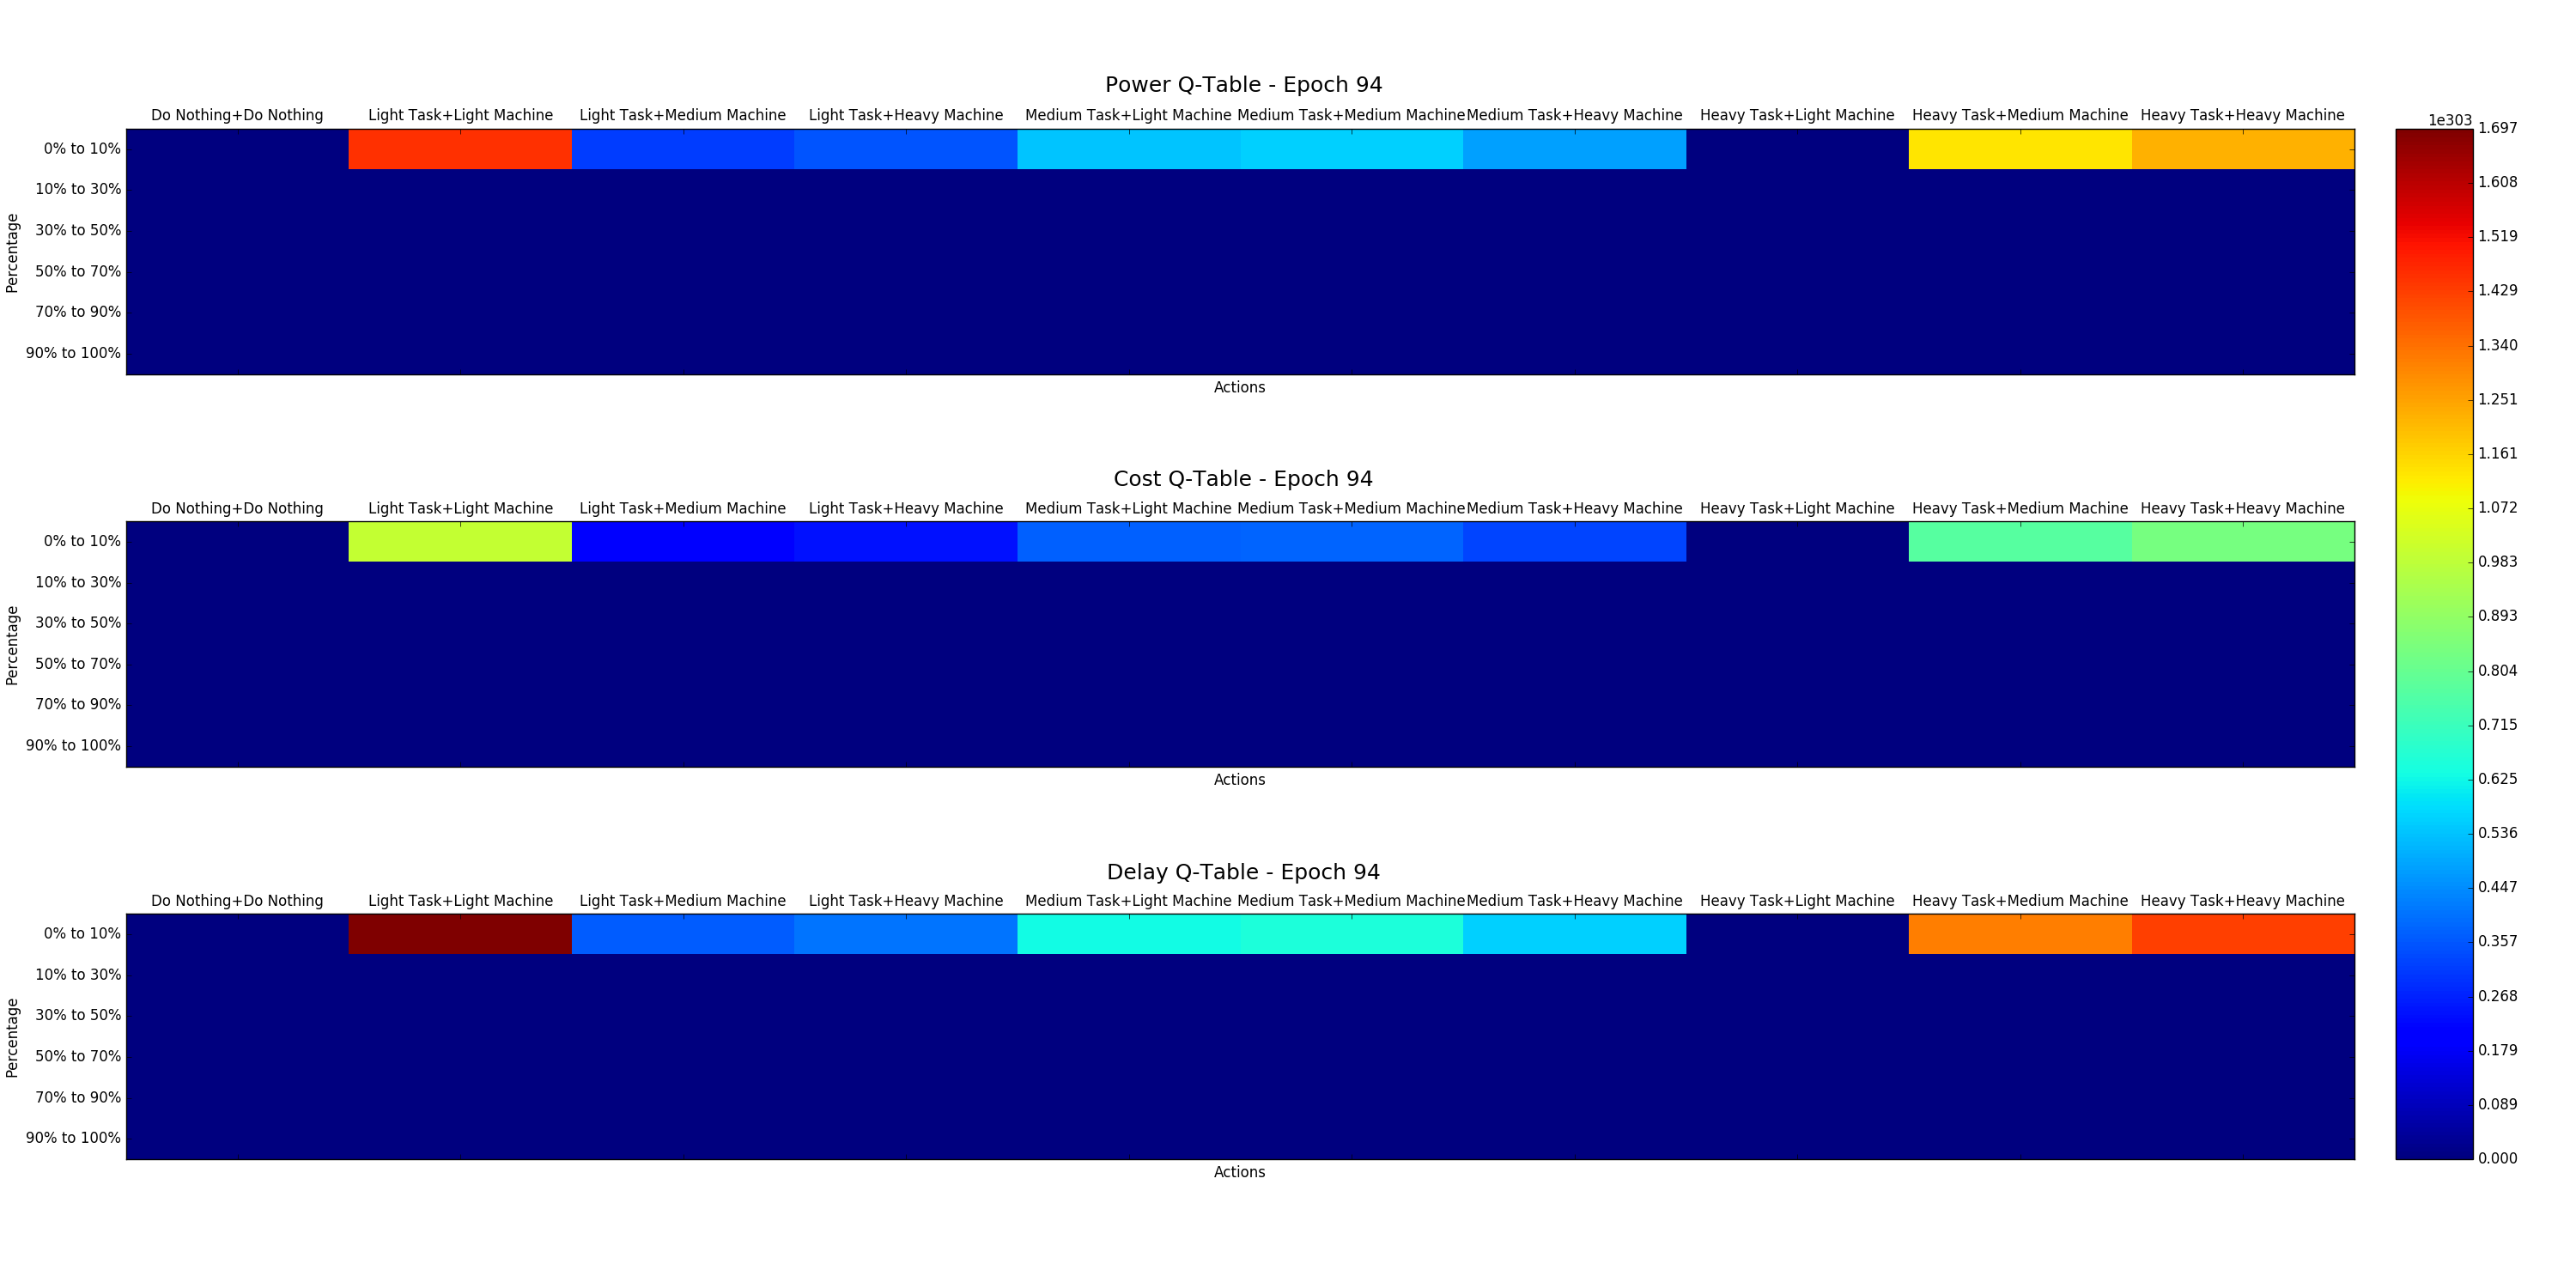 Power Q-Table - Epoch 94
Do Nothing+Do Nothing Light Task+Light Machine Light Task+Medium Machine Light Task+Heavy Machine Medium Task+Light Machine Medium Task+Medium Machine Medium Task+Heavy Machine Heavy Task+Light Machine Heavy Task+Medium Machine Heavy Task+Heavy Machine
Percentage
0% to 10%
10% to 30%
30% to 50%
50% to 70%
70% to 90%
90% to 100%
Actions
Cost Q-Table - Epoch 94
Do Nothing+Do Nothing Light Task+Light Machine Light Task+Medium Machine Light Task+Heavy Machine Medium Task+Light Machine Medium Task+Medium Machine Medium Task+Heavy Machine Heavy Task+Light Machine Heavy Task+Medium Machine Heavy Task+Heavy Machine
Percentage
0% to 10%
10% to 30%
30% to 50%
50% to 70%
70% to 90%
90% to 100%
Actions
Delay Q-Table - Epoch 94
Do Nothing+Do Nothing Light Task+Light Machine Light Task+Medium Machine Light Task+Heavy Machine Medium Task+Light Machine Medium Task+Medium Machine Medium Task+Heavy Machine Heavy Task+Light Machine Heavy Task+Medium Machine Heavy Task+Heavy Machine
Percentage
0% to 10%
10% to 30%
30% to 50%
50% to 70%
70% to 90%
90% to 100%
Actions
1e303
1.697
1.608
1.519
1.429
1.340
1.251
1.161
1.072
0.983
0.893
0.804
0.715
0.625
0.536
0.447
0.357
0.268
0.179
0.089
0.000